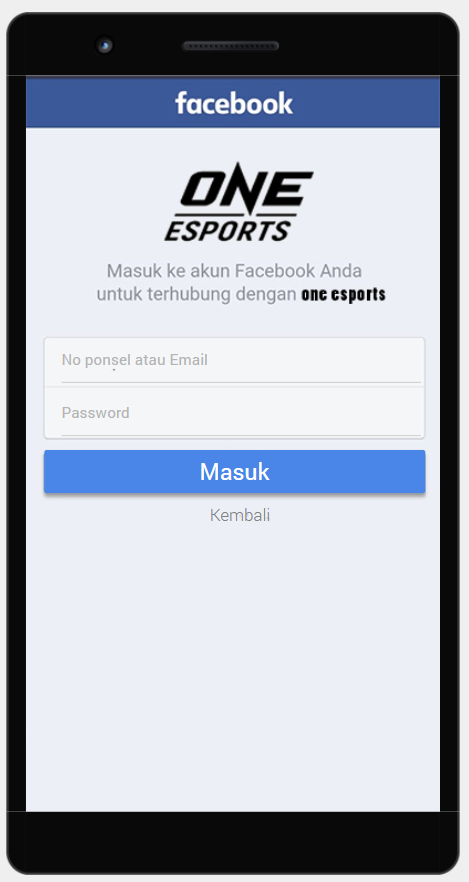 facebook
ONE
ESPORTS
Masuk ke akun Facebook Anda
untuk terhubung dengan one esports
No ponsel atau Email
Password
Masuk
Kembali